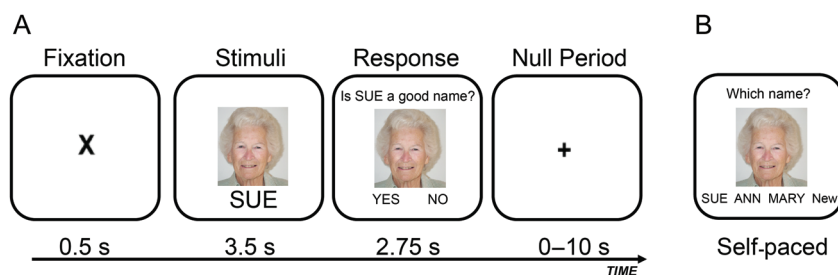 A
B
Fixation Stimuli Response Null Period
X
SUE
Is SUE a good name?
YES NO
+
0.5 s 3.5 s 2.75 s 0–10 s
TIME
Which name?
SUE ANN MARY New
Self-paced